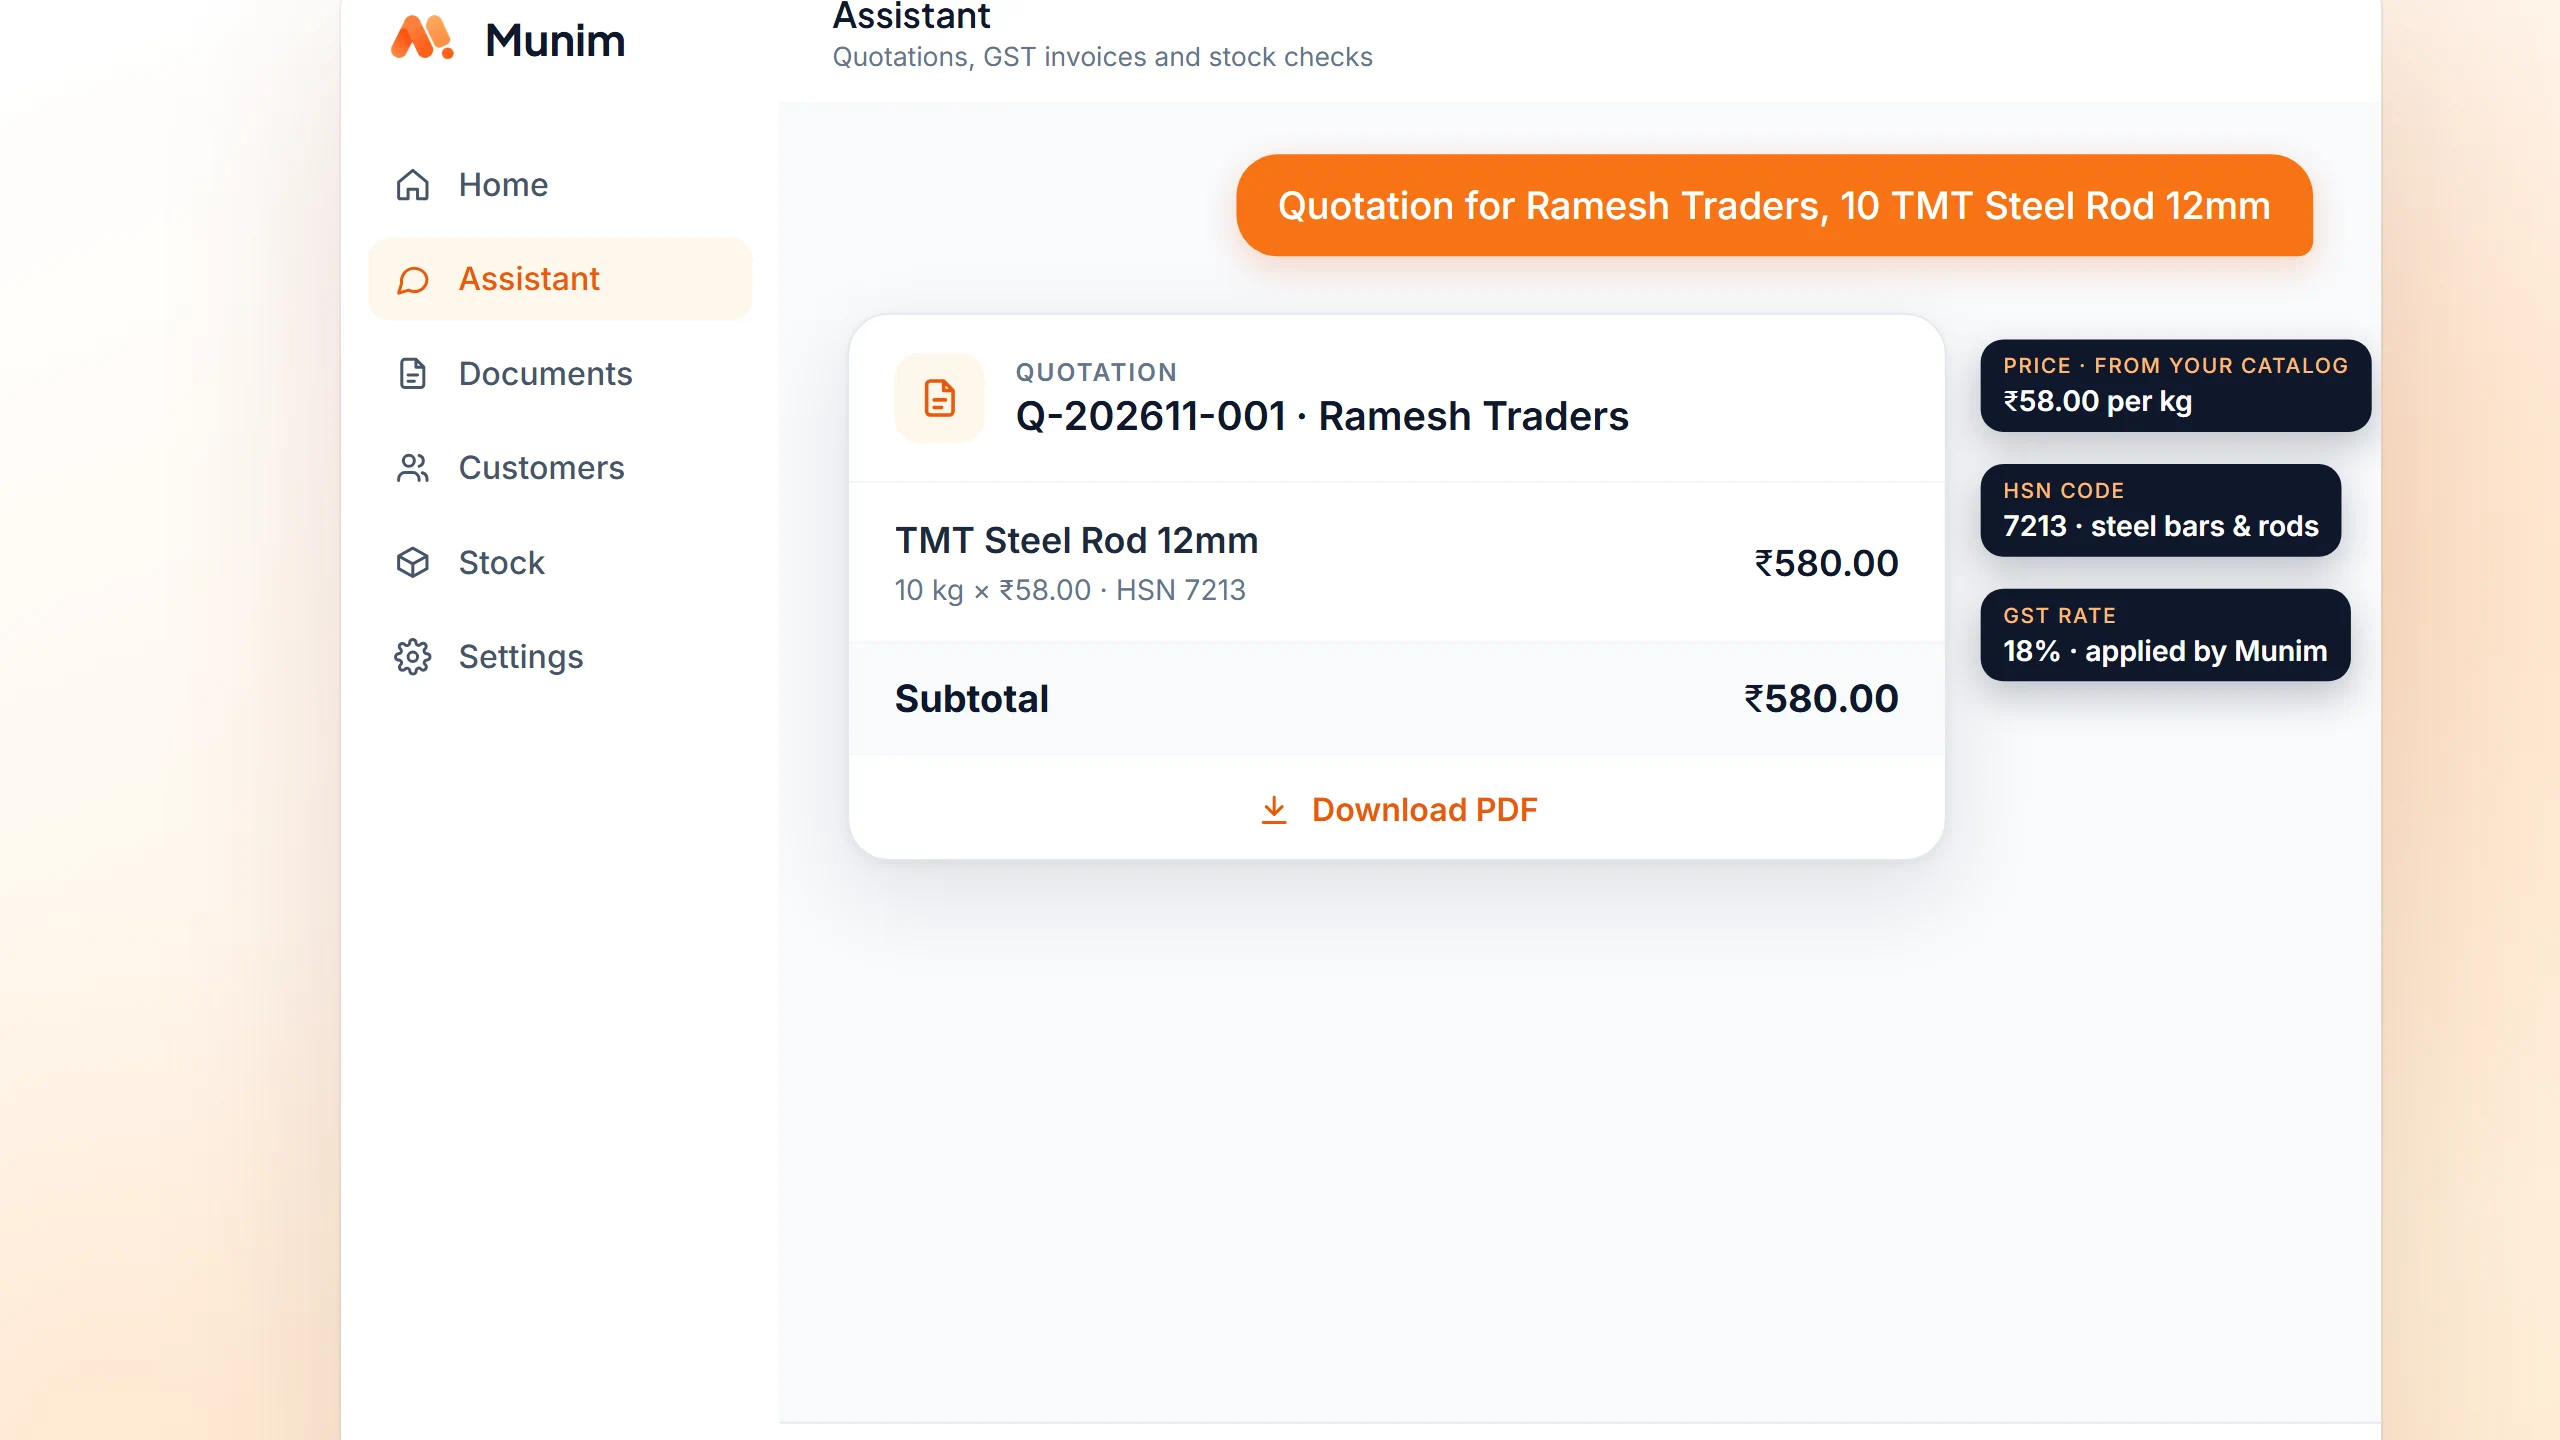 Munim
Home
Assistant
Documents
Customers
Stock
Settings
Assistant
Quotations, GST invoices and stock checks
Quotation for Ramesh Traders, 10 TMT Steel Rod 12mm
QUOTATION
Q-202611-001 · Ramesh Traders
TMT Steel Rod 12mm
10 kg × ₹58.00 · HSN 7213
₹580.00
Subtotal
₹580.00
Download PDF
PRICE · FROM YOUR CATALOG
₹58.00 per kg
HSN CODE
7213 · steel bars & rods
GST RATE
18% · applied by Munim